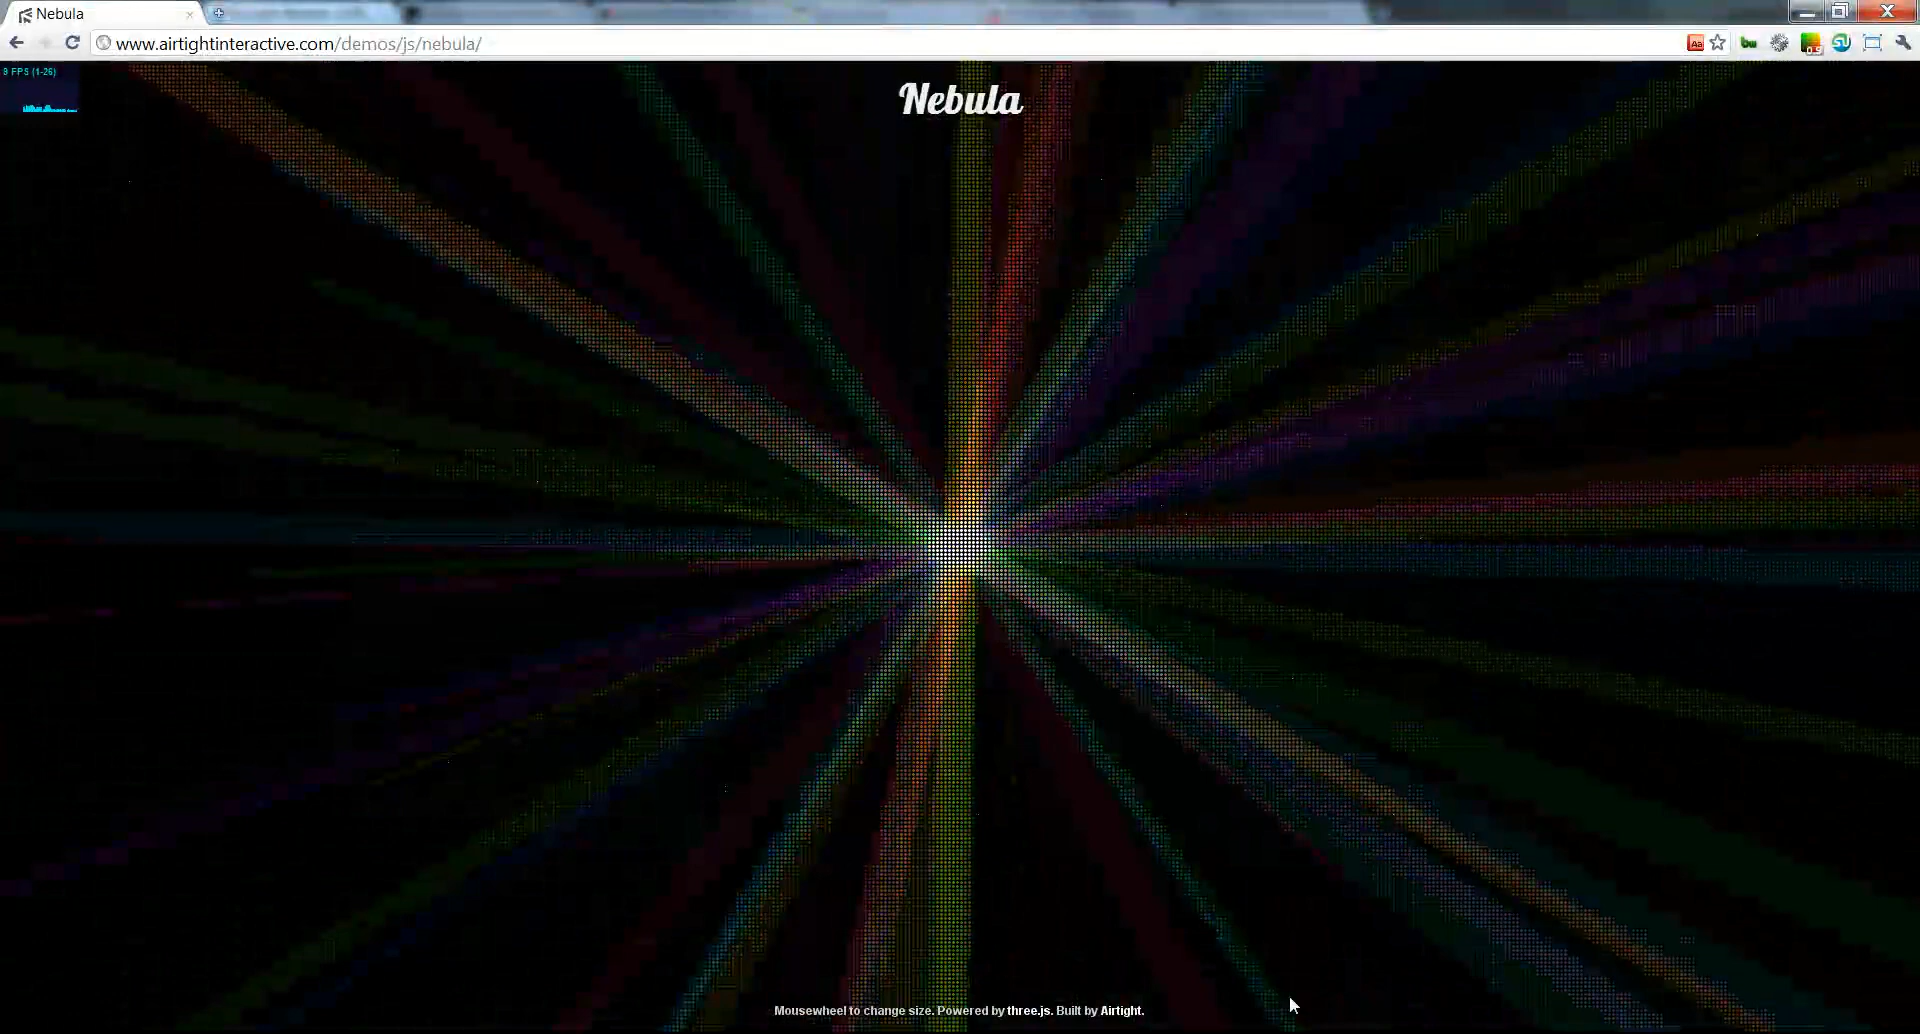 Nebula
www.airtightinteractive.com/demos/js/nebula/
9 FPS (1-26)
Nebula
Mousewheel to change size. Powered by three.js. Built by Airtight.